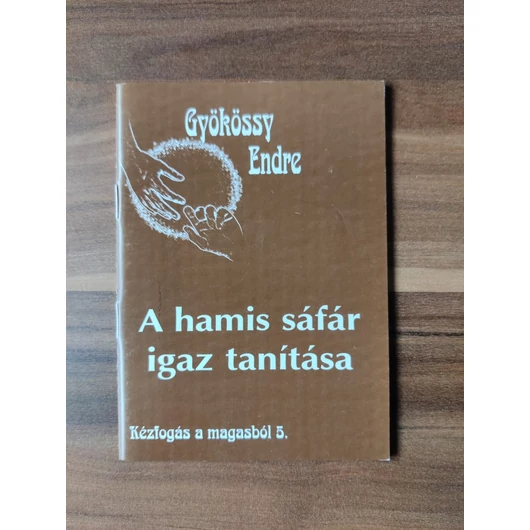 Gyökössy
Endre
A hamis sáfár
igaz tanítása
Kézfogás a magasból 5.